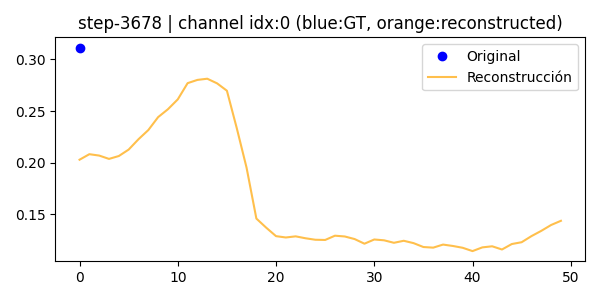 step-3678 | channel idx:0 (blue:GT, orange:reconstructed)
Original
Reconstrucción
0.30
0.25
0.20
0.15
0 10 20 30 40 50